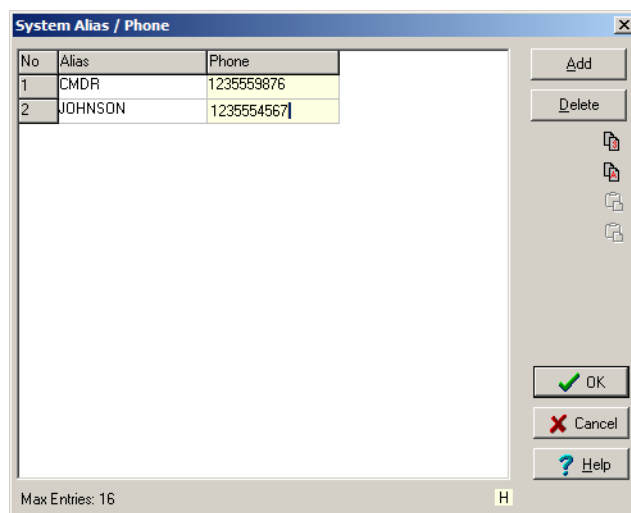 System Alias / Phone
No Alias Phone
1 CMDR 1235559876
2 JOHNSON 1235554567
Add
Delete
OK
Cancel
Help
Max Entries: 16 H